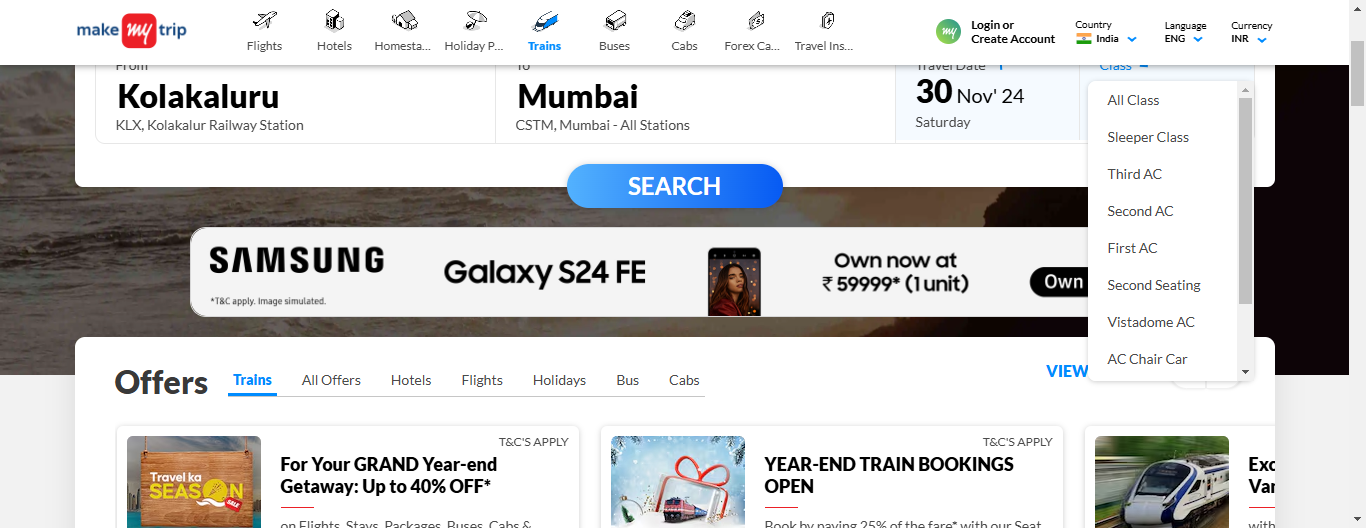 make my trip
Flights
Hotels
Homesta...
Holiday P...
Trains
Buses
Cabs
Forex Ca...
Travel Ins...
my
Login or
Create Account
Country
India
Language
ENG
Currency
INR
From
Kolakaluru
KLX, Kolakalur Railway Station
To
Mumbai
CSTM, Mumbai - All Stations
Travel Date
30 Nov' 24
Saturday
Class
All Class
Sleeper Class
Third AC
Second AC
First AC
Second Seating
Vistadome AC
AC Chair Car
SEARCH
SAMSUNG
*T&C apply. Image simulated.
Galaxy S24 FE
Own now at
₹ 59999* (1 unit)
Own
Offers
Trains
All Offers
Hotels
Flights
Holidays
Bus
Cabs
VIEW
T&C'S APPLY
Travel ka
SEASON
SALE
For Your GRAND Year-end
Getaway: Up to 40% OFF*
on Flights, Stays, Packages, Buses, Cabs &
T&C'S APPLY
YEAR-END TRAIN BOOKINGS
OPEN
Book by paying 25% of the fare* with our Seat